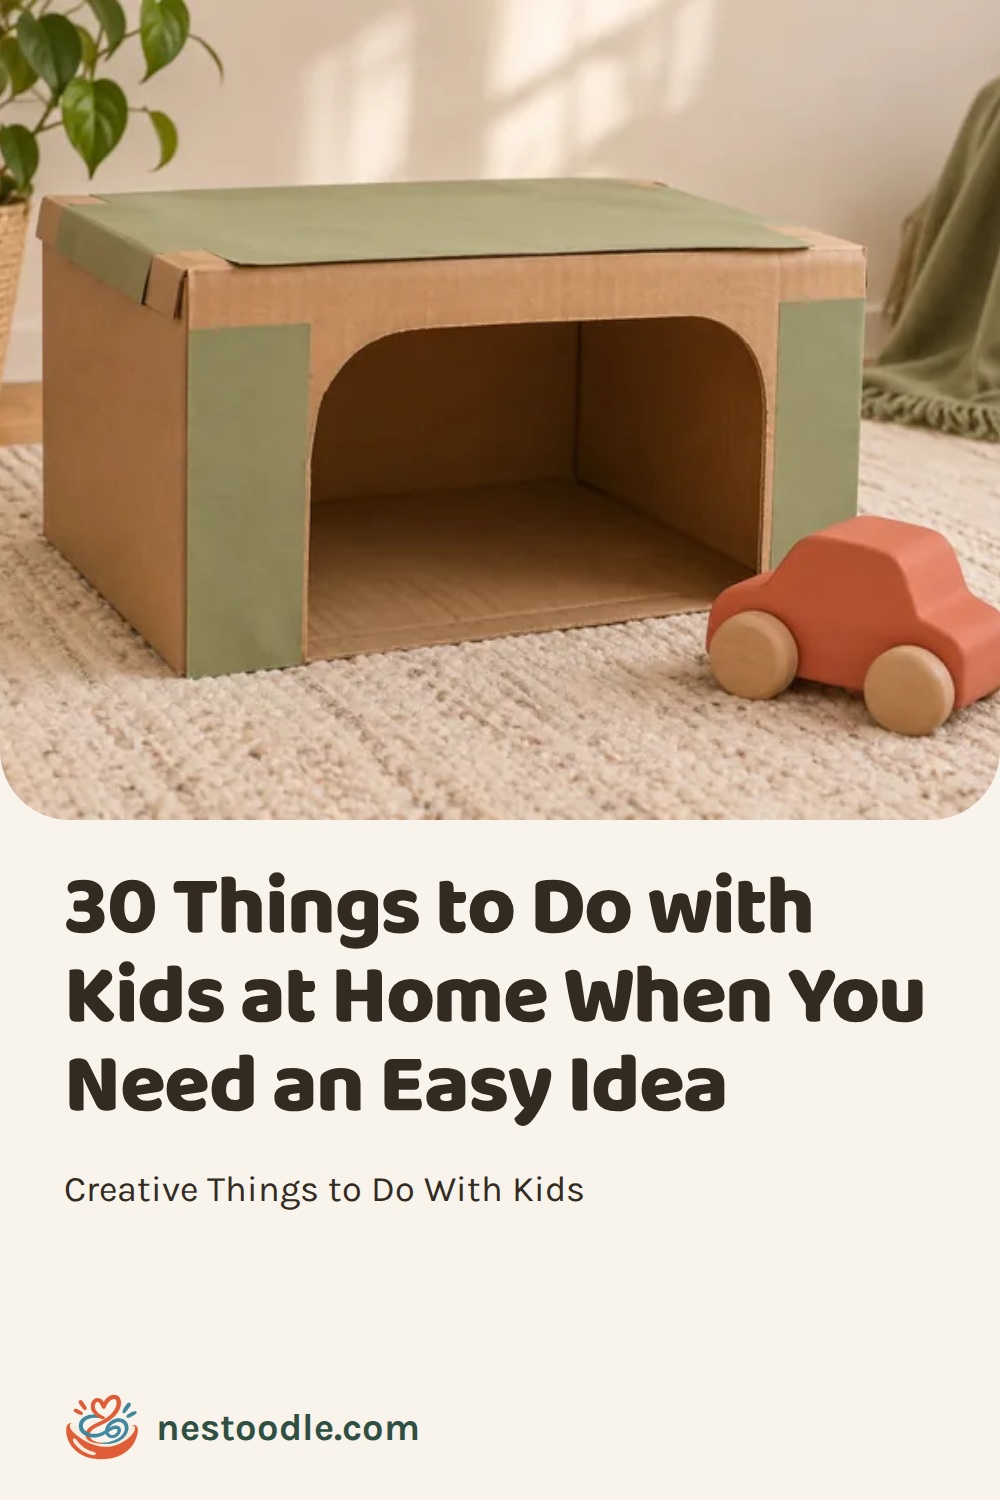 30 Things to Do with
Kids at Home When You
Need an Easy Idea
Creative Things to Do With Kids
nestoodle.com